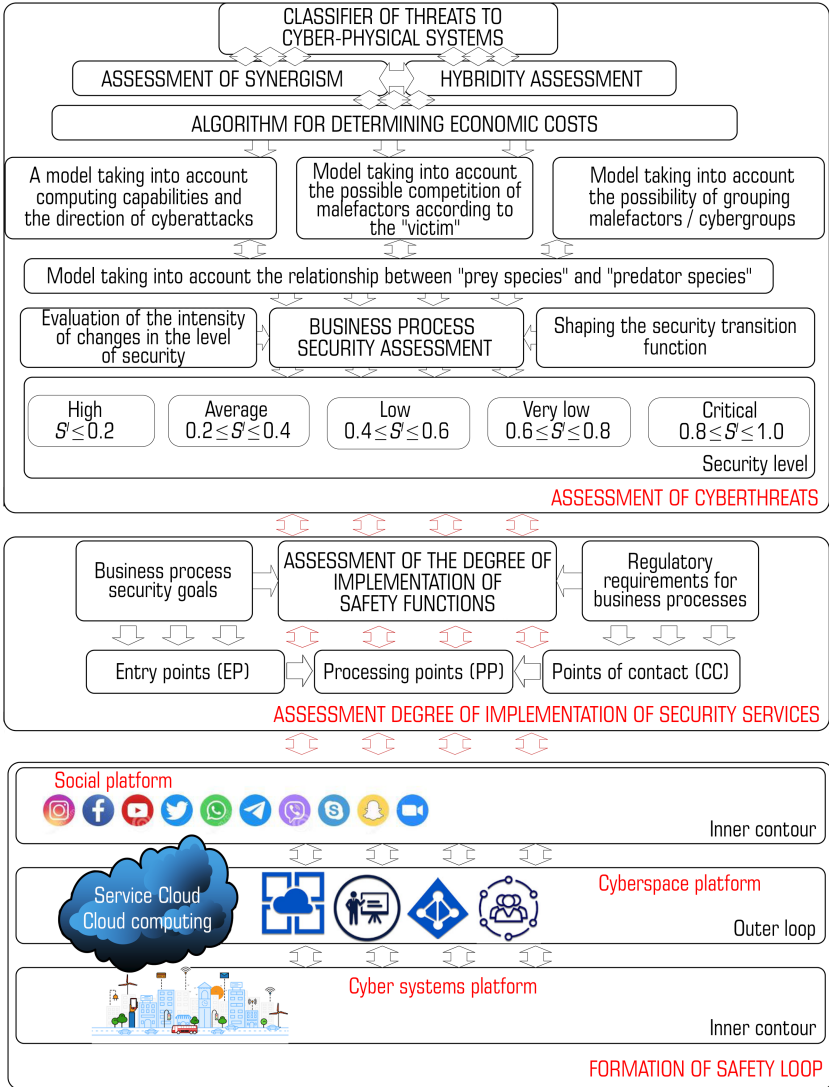 CLASSIFIER OF THREATS TO
CYBER-PHYSICAL SYSTEMS
ASSESSMENT OF SYNERGISM
HYBRIDITY ASSESSMENT
ALGORITHM FOR DETERMINING ECONOMIC COSTS
A model taking into account
computing capabilities and
the direction of cyberattacks
Model taking into account
the possible competition of
malefactors according to
the "victim"
Model taking into account
the possibility of grouping
malefactors / cybergroups
Model taking into account the relationship between "prey species" and "predator species"
Evaluation of the intensity
of changes in the level
of security
BUSINESS PROCESS
SECURITY ASSESSMENT
Shaping the security transition
function
High
S^I ≤ 0.2
Average
0.2 ≤ S^I ≤ 0.4
Low
0.4 ≤ S^I ≤ 0.6
Very low
0.6 ≤ S^I ≤ 0.8
Critical
0.8 ≤ S^I ≤ 1.0
Security level
ASSESSMENT OF CYBERTHREATS
Business process
security goals
ASSESSMENT OF THE DEGREE OF
IMPLEMENTATION OF
SAFETY FUNCTIONS
Regulatory
requirements for
business processes
Entry points (EP)
Processing points (PP)
Points of contact (CC)
ASSESSMENT DEGREE OF IMPLEMENTATION OF SECURITY SERVICES
Social platform
Inner contour
Service Cloud
Cloud computing
Cyberspace platform
Outer loop
Cyber systems platform
Inner contour
FORMATION OF SAFETY LOOP